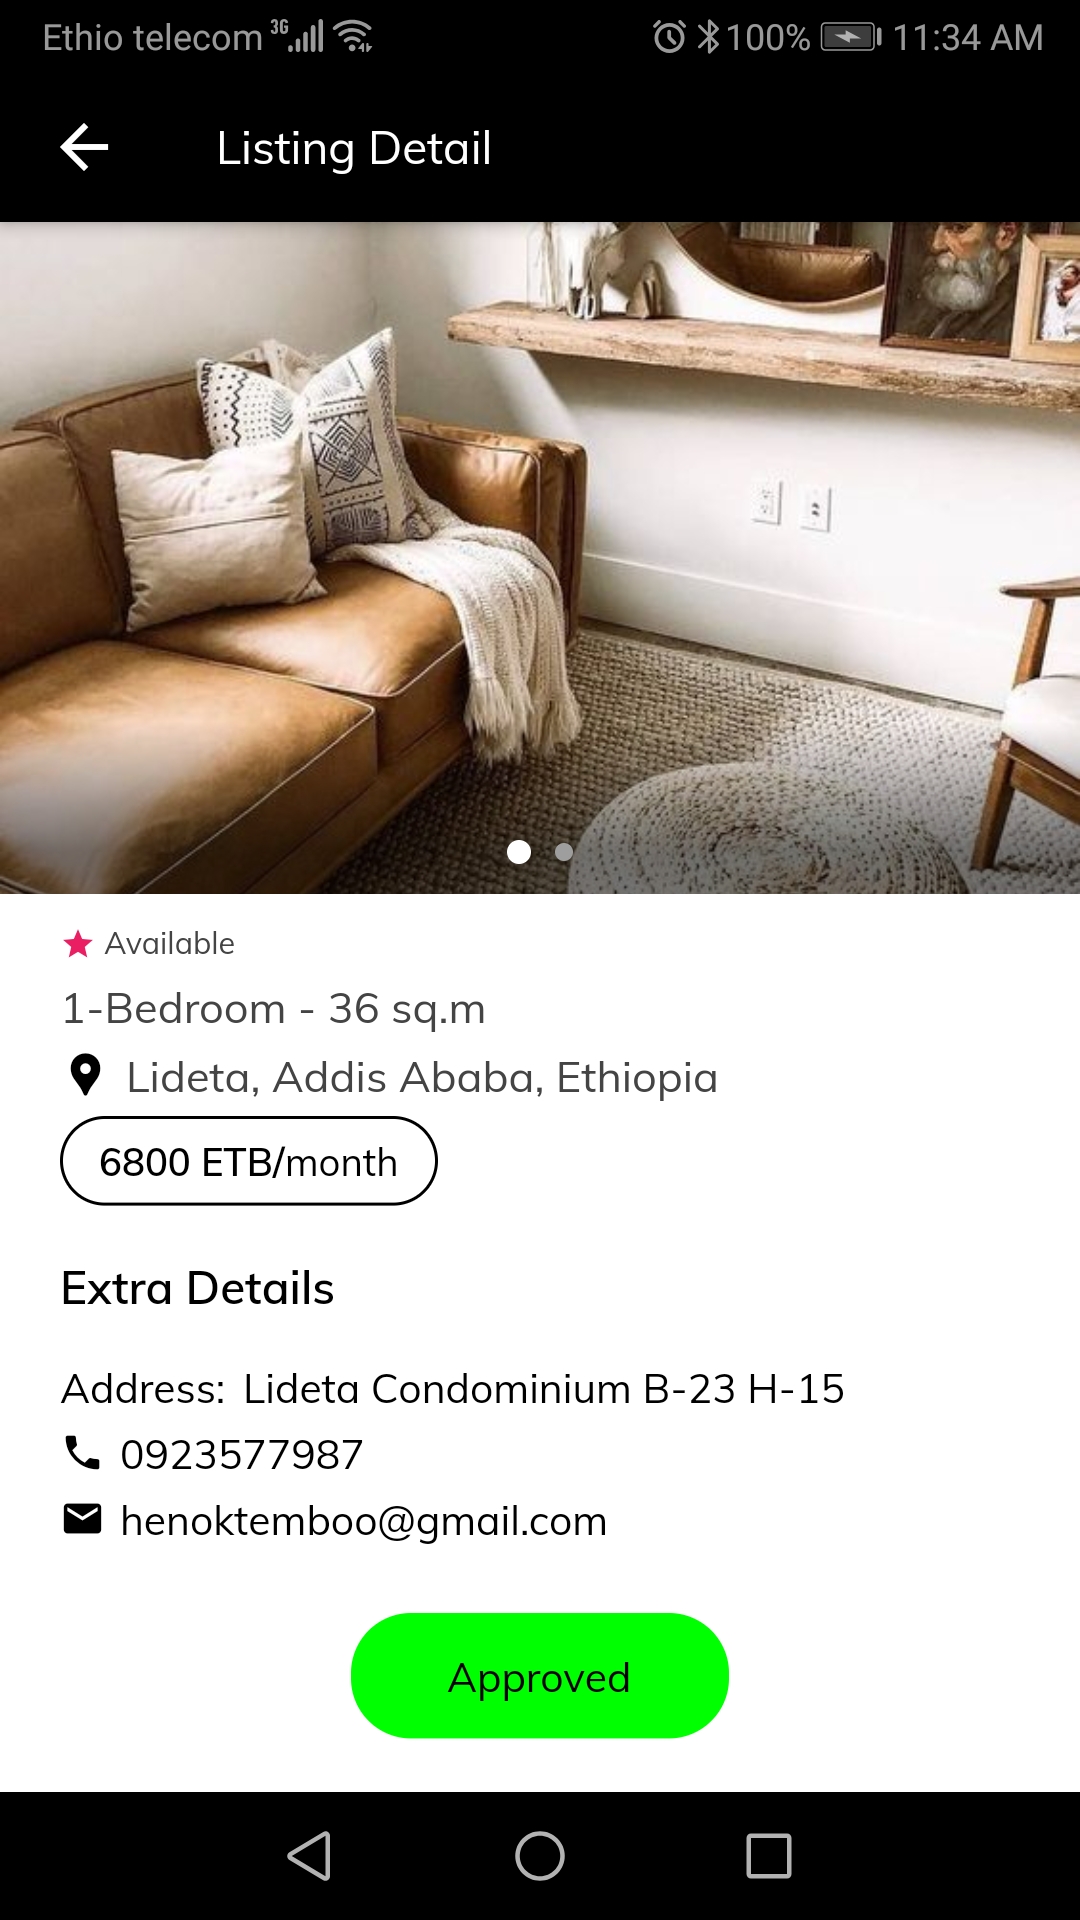 Ethio telecom 3G 100% 11:34 AM
Listing Detail
Available
1-Bedroom - 36 sq.m
Lideta, Addis Ababa, Ethiopia
6800 ETB/month
Extra Details
Address: Lideta Condominium B-23 H-15
0923577987
henoktemboo@gmail.com
Approved